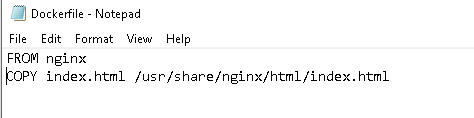 Dockerfile - Notepad
File Edit Format View Help
FROM nginx
COPY index.html /usr/share/nginx/html/index.html